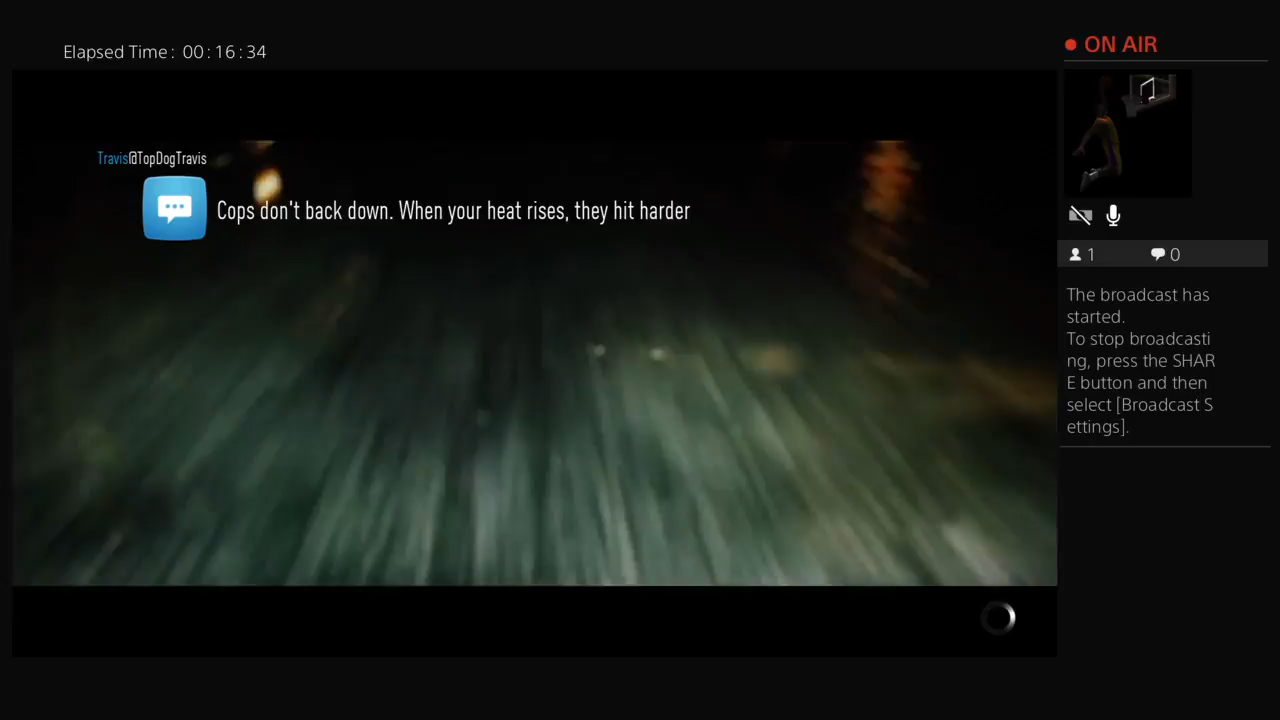 Elapsed Time: 00:16:34
ON AIR
Travis@TopDogTravis
Cops don't back down. When your heat rises, they hit harder
1
0
The broadcast has
started.
To stop broadcasti
ng, press the SHAR
E button and then
select [Broadcast S
ettings].